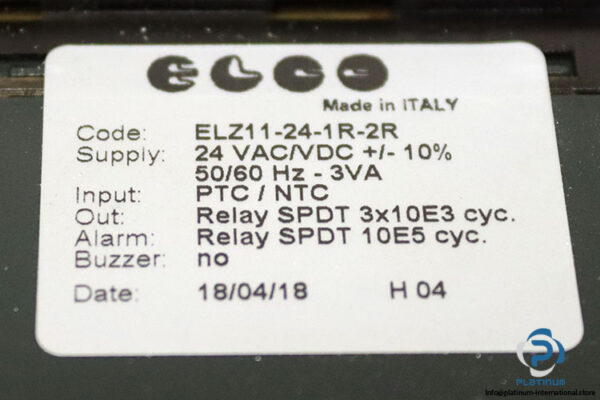 ELCO
Made in ITALY
Code: ELZ11-24-1R-2R
Supply: 24 VAC/VDC +/- 10%
50/60 Hz - 3VA
Input: PTC / NTC
Out: Relay SPDT 3x10E3 cyc.
Alarm: Relay SPDT 10E5 cyc.
Buzzer: no
Date: 18/04/18 H 04
PLATINUM
info@platinum-international.store